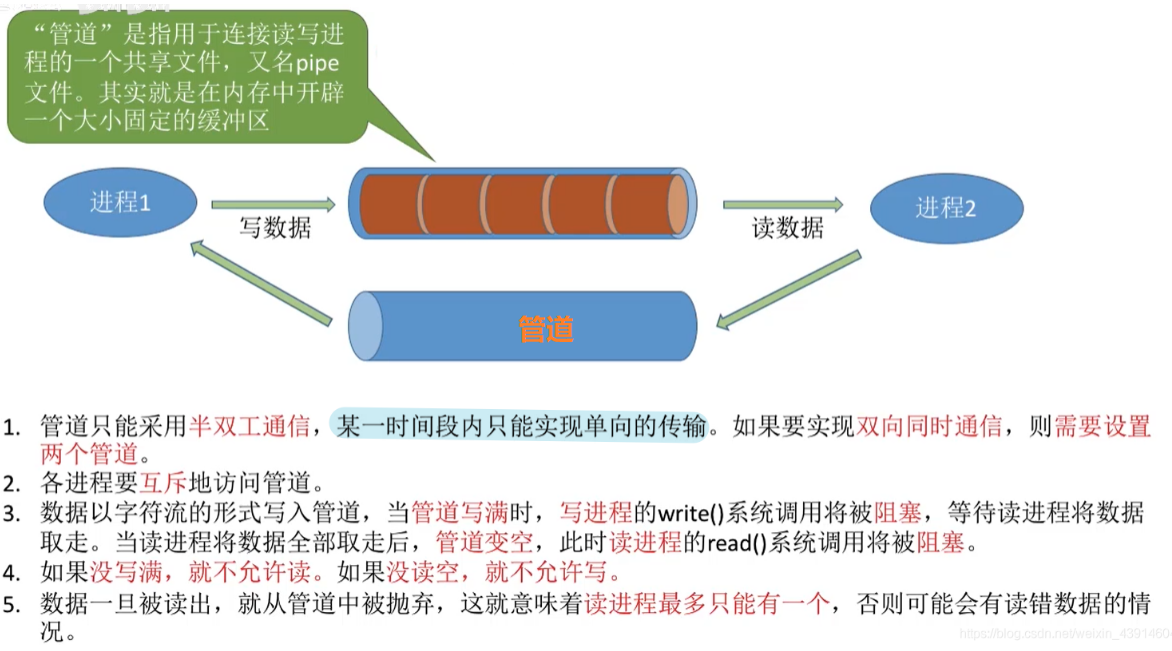 “管道”是指用于连接读写进
程的一个共享文件，又名pipe
文件。其实就是在内存中开辟
一个大小固定的缓冲区
进程1
写数据
读数据
进程2
管道
1. 管道只能采用半双工通信，某一时间段内只能实现单向的传输。如果要实现双向同时通信，则需要设置
两个管道。
2. 各进程要互斥地访问管道。
3. 数据以字符流的形式写入管道，当管道写满时，写进程的write()系统调用将被阻塞，等待读进程将数据
取走。当读进程将数据全部取走后，管道变空，此时读进程的read()系统调用将被阻塞。
4. 如果没写满，就不允许读。如果没读空，就不允许写。
5. 数据一旦被读出，就从管道中被抛弃，这就意味着读进程最多只能有一个，否则可能会有读错数据的情
况。
https://blog.csdn.net/weixin_4391460